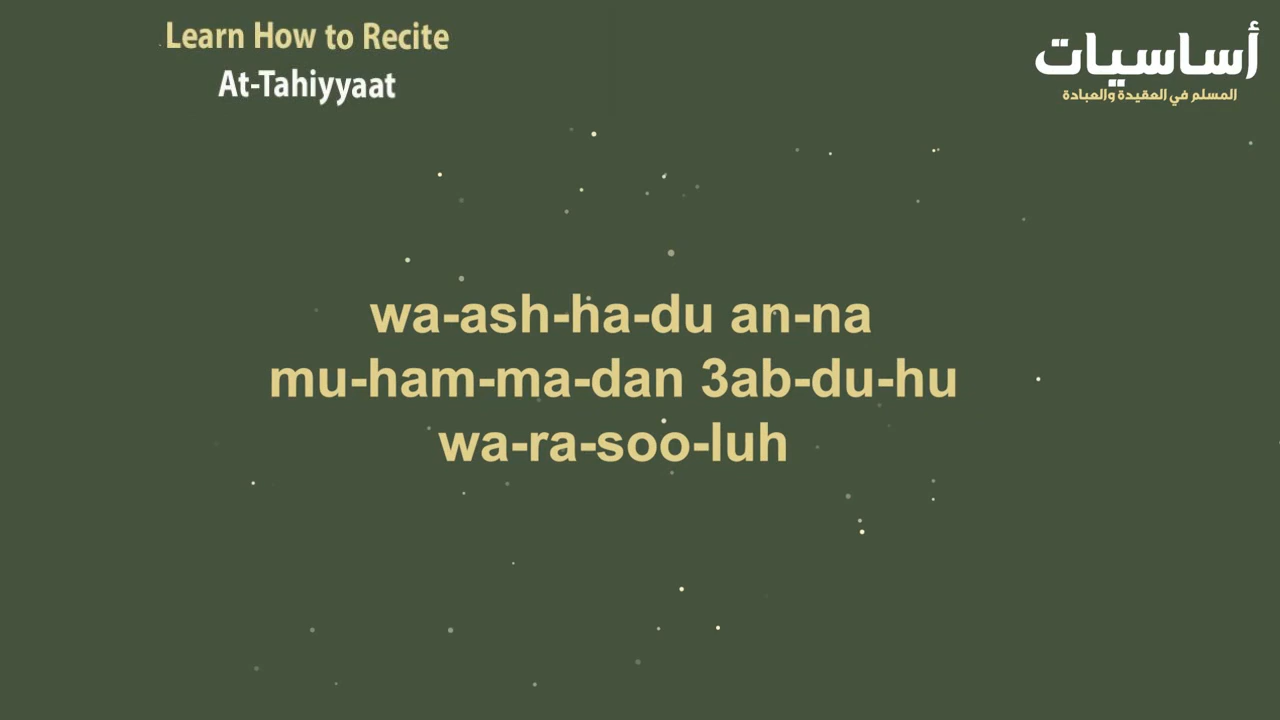 Learn How to Recite
At-Tahiyyaat
أساسيات
المسلم في العقيدة والعبادة
wa-ash-ha-du an-na
mu-ham-ma-dan 3ab-du-hu
wa-ra-soo-luh